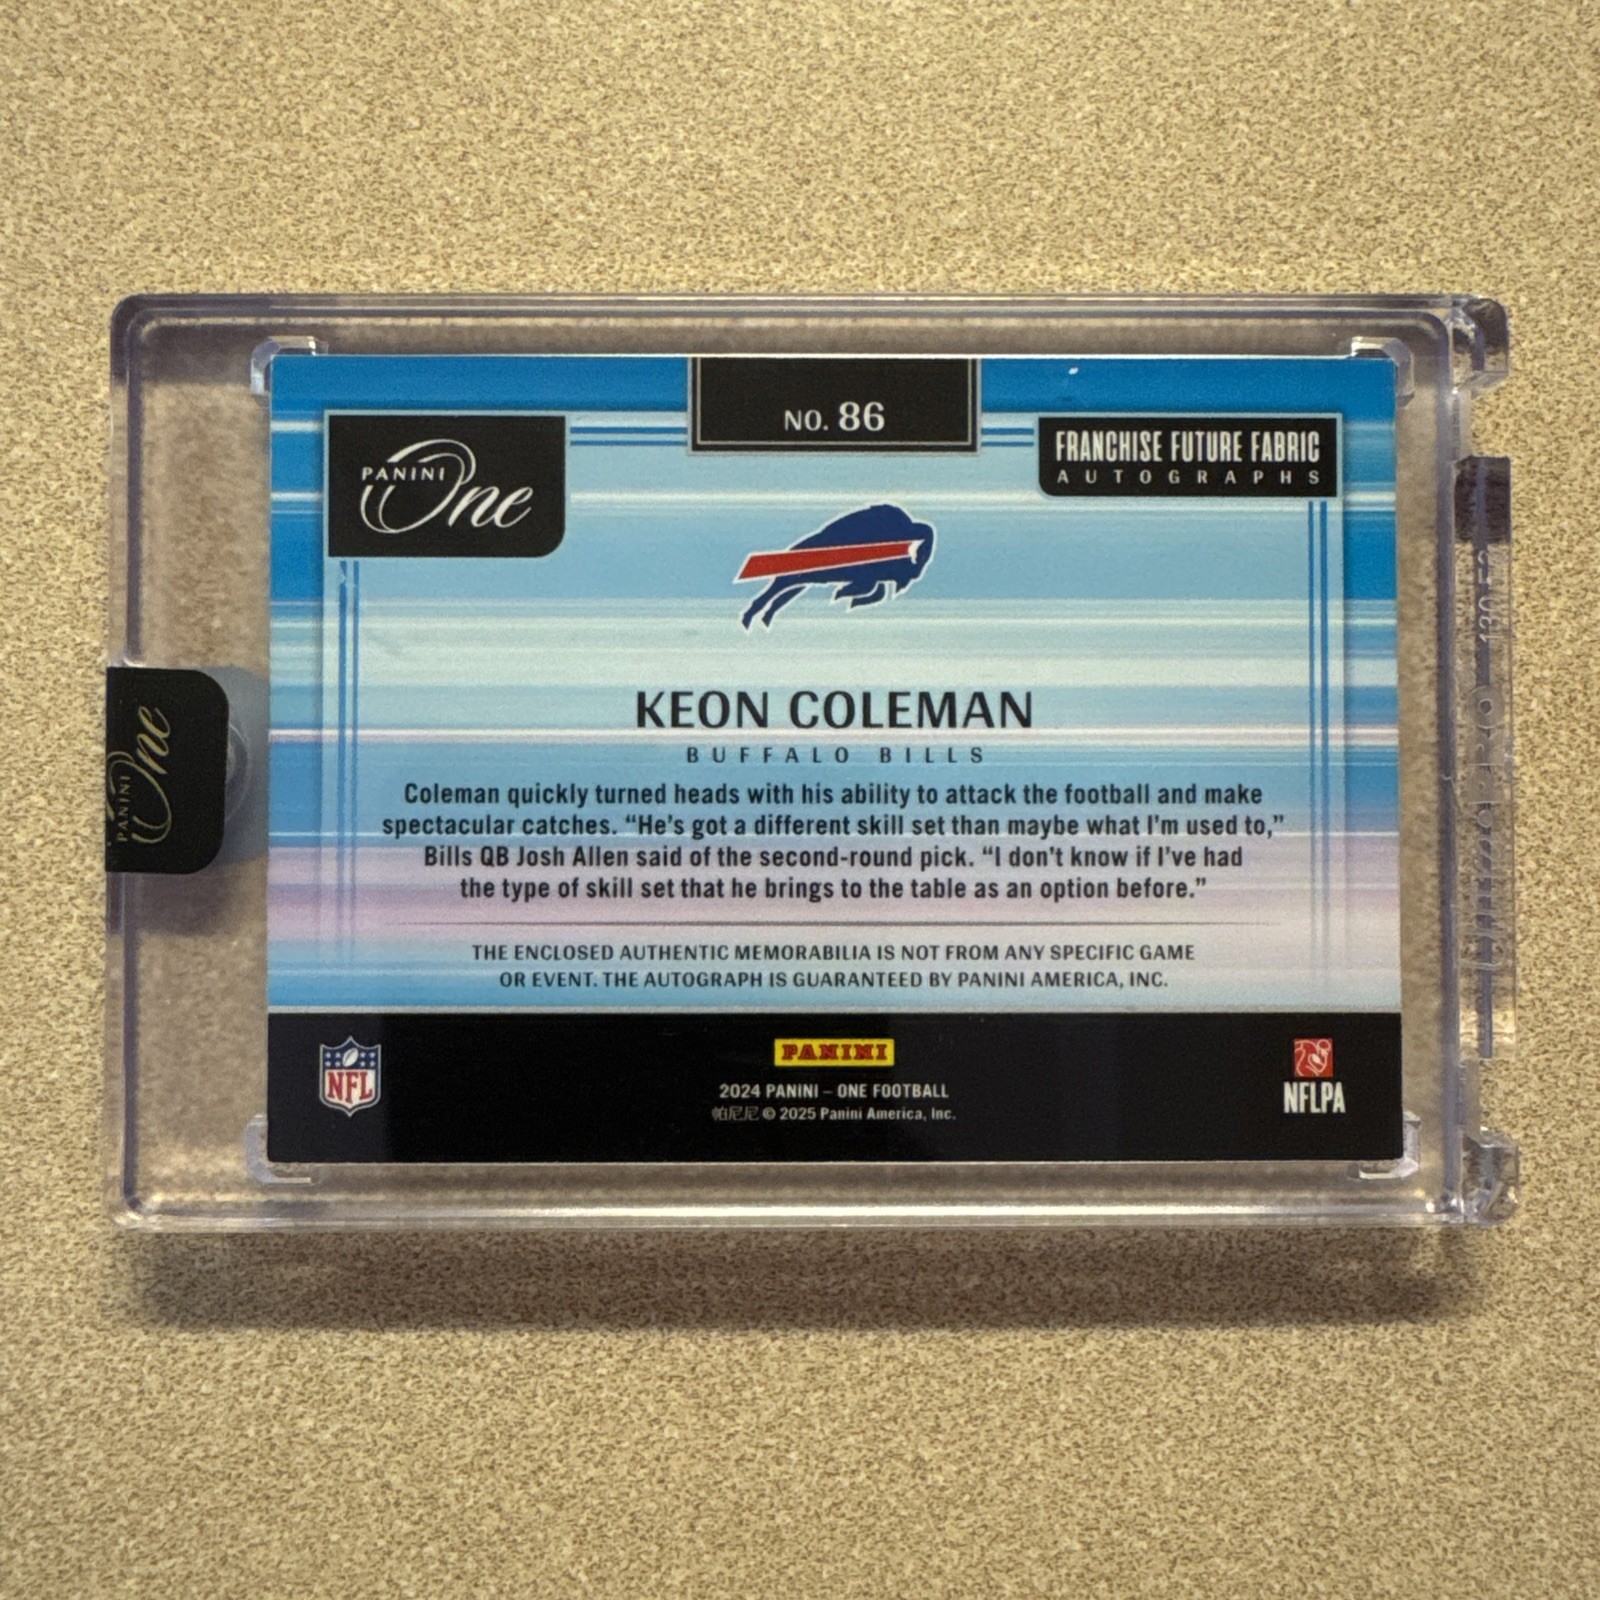 NO. 86
PANINI
One
FRANCHISE FUTURE FABRIC
AUTOGRAPHS
KEON COLEMAN
BUFFALO BILLS
Coleman quickly turned heads with his ability to attack the football and make
spectacular catches. “He's got a different skill set than maybe what I'm used to,”
Bills QB Josh Allen said of the second-round pick. “I don't know if I've had
the type of skill set that he brings to the table as an option before.”
THE ENCLOSED AUTHENTIC MEMORABILIA IS NOT FROM ANY SPECIFIC GAME
OR EVENT. THE AUTOGRAPH IS GUARANTEED BY PANINI AMERICA, INC.
NFL
PANINI
2024 PANINI – ONE FOOTBALL
帕尼尼 © 2025 Panini America, Inc.
NFLPA
PANINI
One